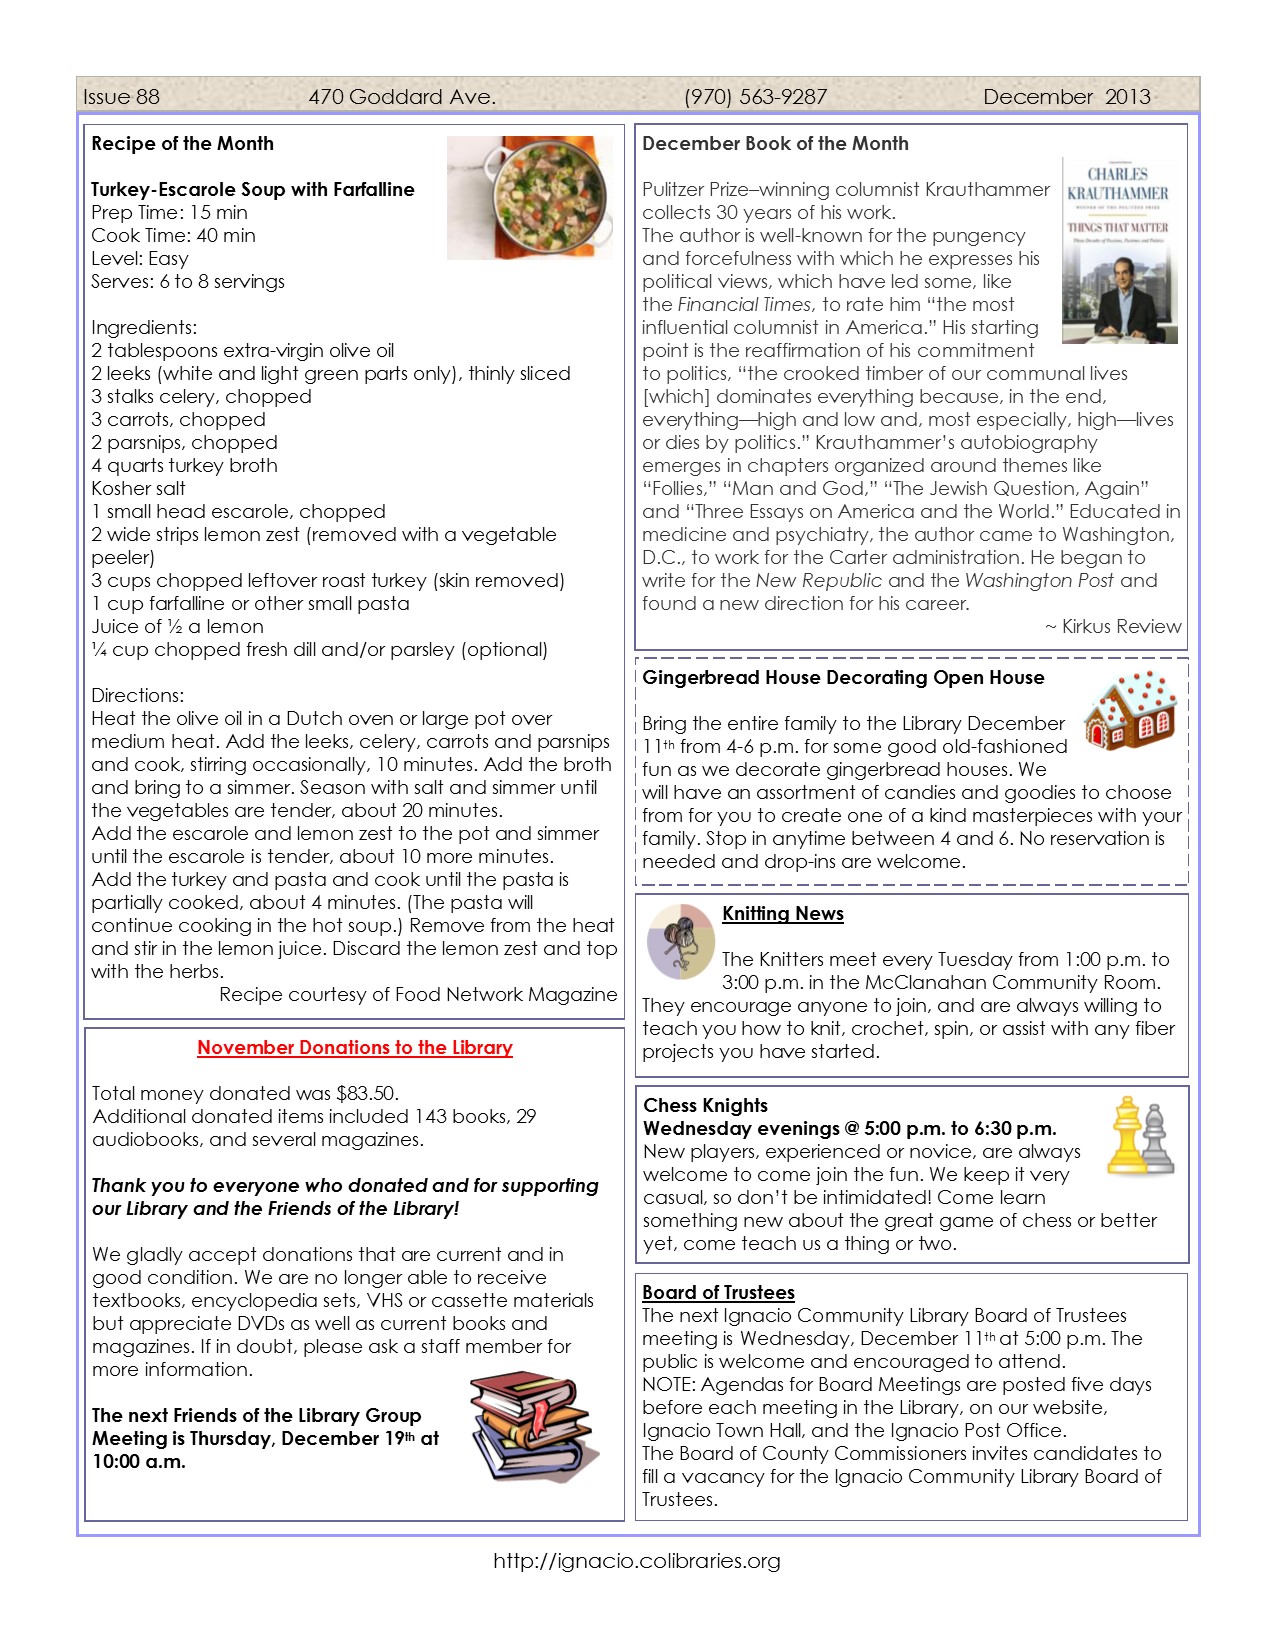 Issue 88 470 Goddard Ave. (970) 563-9287 December 2013
Recipe of the Month
Turkey-Escarole Soup with Farfalline
Prep Time: 15 min
Cook Time: 40 min
Level: Easy
Serves: 6 to 8 servings
Ingredients:
2 tablespoons extra-virgin olive oil
2 leeks (white and light green parts only), thinly sliced
3 stalks celery, chopped
3 carrots, chopped
2 parsnips, chopped
4 quarts turkey broth
Kosher salt
1 small head escarole, chopped
2 wide strips lemon zest (removed with a vegetable
peeler)
3 cups chopped leftover roast turkey (skin removed)
1 cup farfalline or other small pasta
Juice of ½ a lemon
¼ cup chopped fresh dill and/or parsley (optional)
Directions:
Heat the olive oil in a Dutch oven or large pot over
medium heat. Add the leeks, celery, carrots and parsnips
and cook, stirring occasionally, 10 minutes. Add the broth
and bring to a simmer. Season with salt and simmer until
the vegetables are tender, about 20 minutes.
Add the escarole and lemon zest to the pot and simmer
until the escarole is tender, about 10 more minutes.
Add the turkey and pasta and cook until the pasta is
partially cooked, about 4 minutes. (The pasta will
continue cooking in the hot soup.) Remove from the heat
and stir in the lemon juice. Discard the lemon zest and top
with the herbs.
Recipe courtesy of Food Network Magazine
November Donations to the Library
Total money donated was $83.50.
Additional donated items included 143 books, 29
audiobooks, and several magazines.
Thank you to everyone who donated and for supporting
our Library and the Friends of the Library!
We gladly accept donations that are current and in
good condition. We are no longer able to receive
textbooks, encyclopedia sets, VHS or cassette materials
but appreciate DVDs as well as current books and
magazines. If in doubt, please ask a staff member for
more information.
The next Friends of the Library Group
Meeting is Thursday, December 19th at
10:00 a.m.
December Book of the Month
Pulitzer Prize–winning columnist Krauthammer
collects 30 years of his work.
The author is well-known for the pungency
and forcefulness with which he expresses his
political views, which have led some, like
the Financial Times, to rate him “the most
influential columnist in America.” His starting
point is the reaffirmation of his commitment
to politics, “the crooked timber of our communal lives
[which] dominates everything because, in the end,
everything—high and low and, most especially, high—lives
or dies by politics.” Krauthammer’s autobiography
emerges in chapters organized around themes like
“Follies,” “Man and God,” “The Jewish Question, Again”
and “Three Essays on America and the World.” Educated in
medicine and psychiatry, the author came to Washington,
D.C., to work for the Carter administration. He began to
write for the New Republic and the Washington Post and
found a new direction for his career.
~ Kirkus Review
CHARLES
KRAUTHAMMER
WINNER OF THE PULITZER PRIZE
THINGS THAT MATTER
Three Decades of Passions, Pastimes and Politics
Gingerbread House Decorating Open House
Bring the entire family to the Library December
11th from 4-6 p.m. for some good old-fashioned
fun as we decorate gingerbread houses. We
will have an assortment of candies and goodies to choose
from for you to create one of a kind masterpieces with your
family. Stop in anytime between 4 and 6. No reservation is
needed and drop-ins are welcome.
Knitting News
The Knitters meet every Tuesday from 1:00 p.m. to
3:00 p.m. in the McClanahan Community Room.
They encourage anyone to join, and are always willing to
teach you how to knit, crochet, spin, or assist with any fiber
projects you have started.
Chess Knights
Wednesday evenings @ 5:00 p.m. to 6:30 p.m.
New players, experienced or novice, are always
welcome to come join the fun. We keep it very
casual, so don’t be intimidated! Come learn
something new about the great game of chess or better
yet, come teach us a thing or two.
Board of Trustees
The next Ignacio Community Library Board of Trustees
meeting is Wednesday, December 11th at 5:00 p.m. The
public is welcome and encouraged to attend.
NOTE: Agendas for Board Meetings are posted five days
before each meeting in the Library, on our website,
Ignacio Town Hall, and the Ignacio Post Office.
The Board of County Commissioners invites candidates to
fill a vacancy for the Ignacio Community Library Board of
Trustees.
http://ignacio.colibraries.org